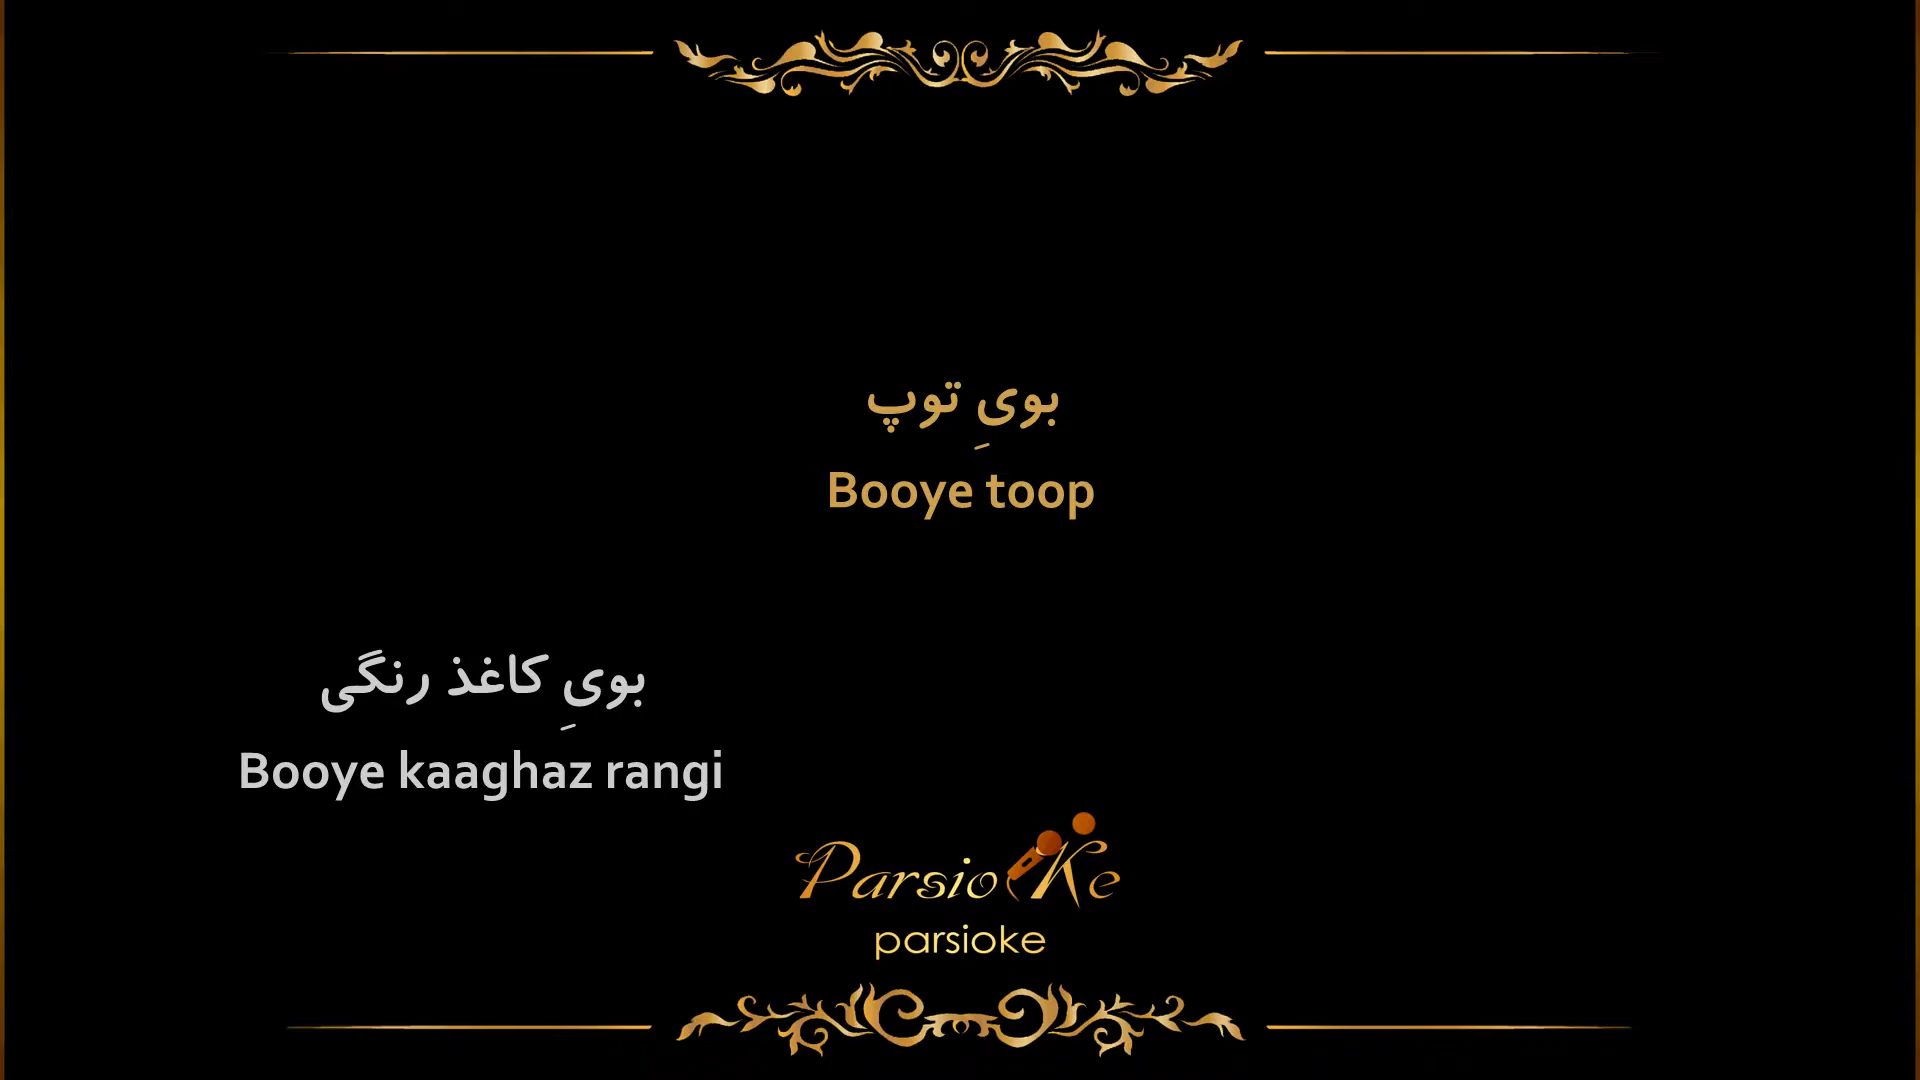 بویِ توپ
Booye toop
بویِ کاغذ رنگی
Booye kaaghaz rangi
ParsioKe
parsioke